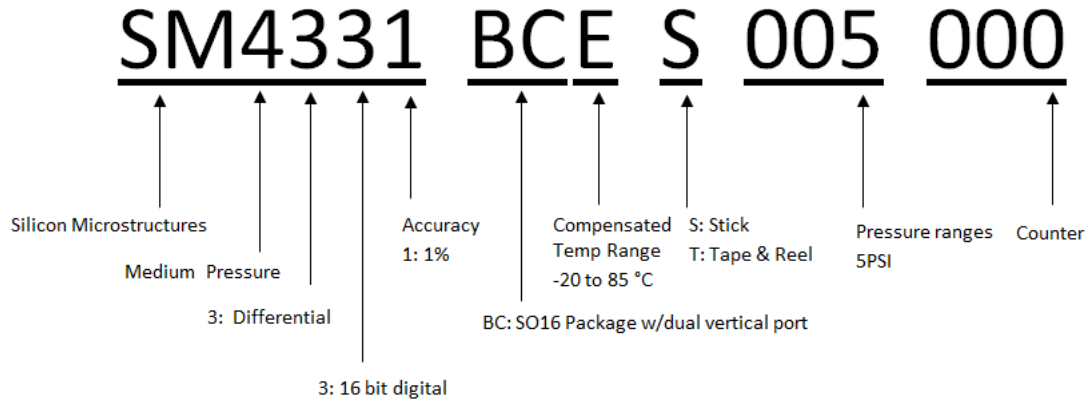 SM4331 BCE S 005 000
Silicon Microstructures
Medium Pressure
3: Differential
3: 16 bit digital
Accuracy
1: 1%
BC: SO16 Package w/dual vertical port
Compensated
Temp Range
-20 to 85 °C
S: Stick
T: Tape & Reel
Pressure ranges
5PSI
Counter